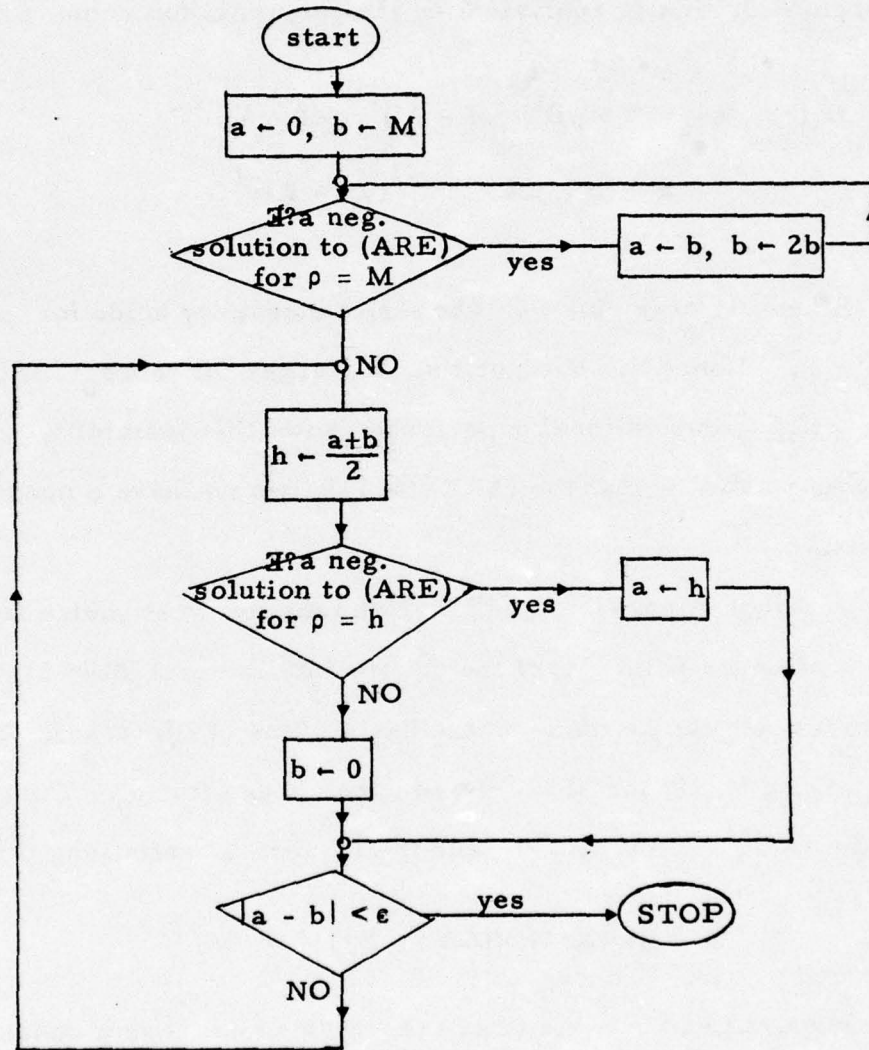 start
a ← 0, b ← M
∃?a neg.
solution to (ARE)
for ρ = M
yes
a ← b, b ← 2b
NO
h ← a+b/2
∃?a neg.
solution to (ARE)
for ρ = h
yes
a ← h
NO
b ← 0
|a - b| < ϵ
yes
STOP
NO